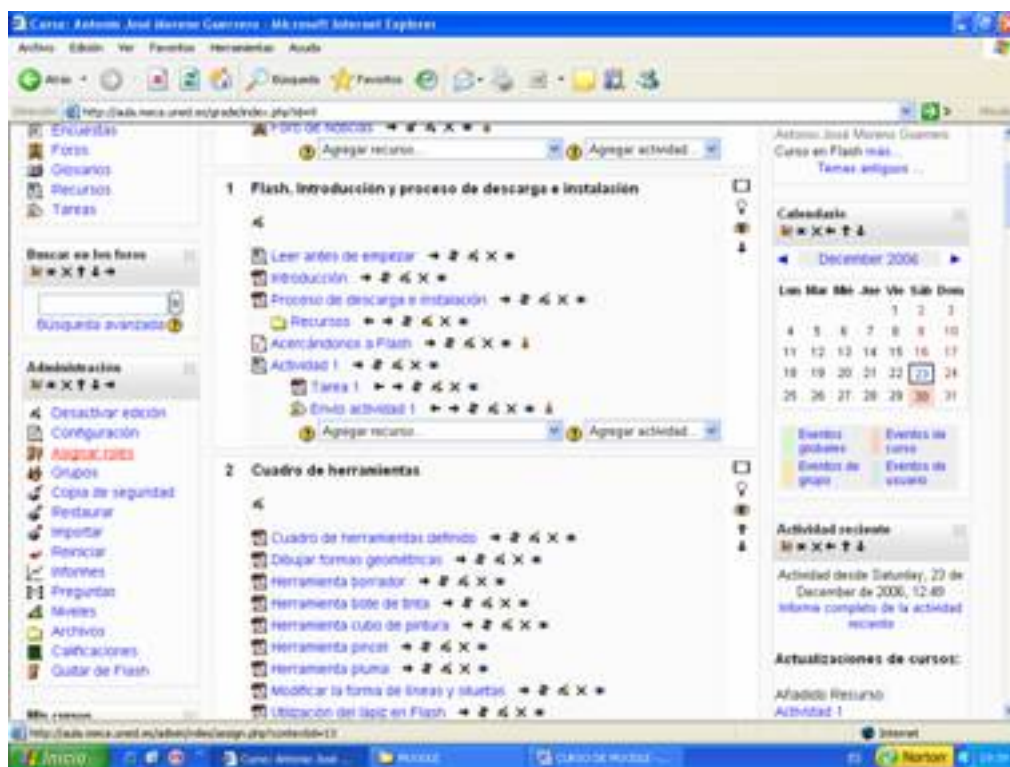 Curso: Antonio José Moreno Guerrero - Microsoft Internet Explorer
Archivo Edición Ver Favoritos Herramientas Ayuda
Atrás Búsqueda Favoritos
Encuestas
Foros
Glosarios
Recursos
Tareas
Buscar en los foros
Búsqueda avanzada
Administración
Desactivar edición
Configuración
Asignar roles
Grupos
Copia de seguridad
Restaurar
Importar
Reiniciar
Informes
Preguntas
Niveles
Archivos
Calificaciones
Quitar de Flash
Mis cursos
Foro de Noticias
Agregar recurso... Agregar actividad...
1 Flash. Introducción y proceso de descarga e instalación
Leer antes de empezar
Introducción
Proceso de descarga e instalación
Recursos
Acercándonos a Flash
Actividad 1
Tarea 1
Envío actividad 1
Agregar recurso... Agregar actividad...
2 Cuadro de herramientas
Cuadro de herramientas definido
Dibujar formas geométricas
Herramienta borrador
Herramienta bote de tinta
Herramienta cubo de pintura
Herramienta pincel
Herramienta pluma
Modificar la forma de líneas y siluetas
Utilización del lápiz en Flash
Antonio José Moreno Guerrero
Curso en Flash más...
Temas antiguos ...
Calendario
December 2006
Lun Mar Mié Jue Vie Sáb Dom
1 2 3
4 5 6 7 8 9 10
11 12 13 14 15 16 17
18 19 20 21 22 23 24
25 26 27 28 29 30 31
Eventos globales
Eventos de curso
Eventos de grupo
Eventos de usuario
Actividad reciente
Actividad desde Saturday, 23 de
December de 2006, 12:49
Informe completo de la actividad
reciente
Actualizaciones de cursos:
Añadido Recurso:
Actividad 1
Internet
Inicio
Curso: Antonio José ...
MOODLE
CURSO DE MOODLE
ES
Norton